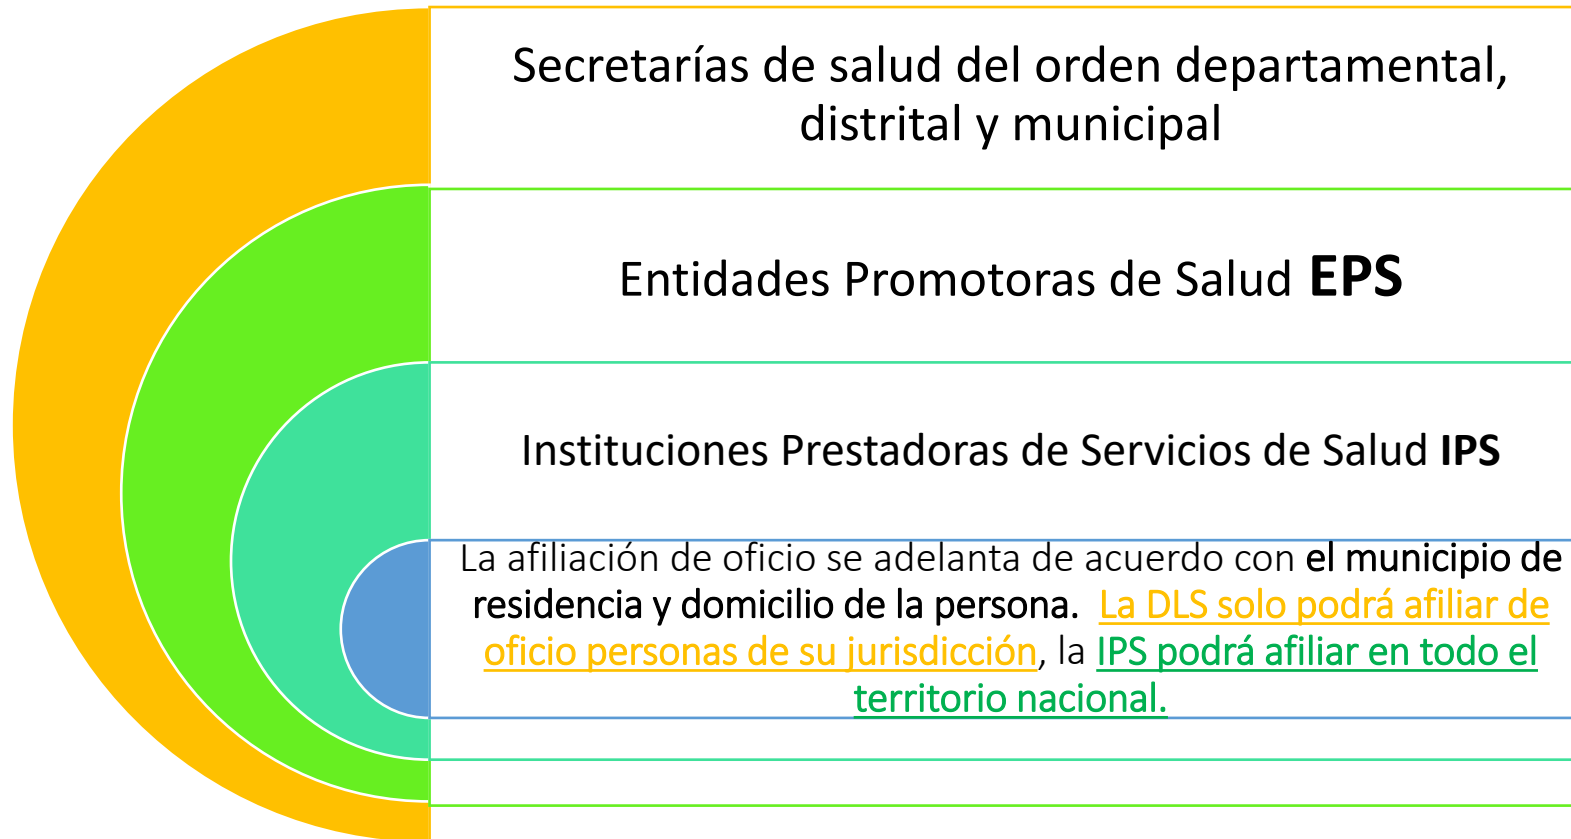 Secretarías de salud del orden departamental,
distrital y municipal
Entidades Promotoras de Salud EPS
Instituciones Prestadoras de Servicios de Salud IPS
La afiliación de oficio se adelanta de acuerdo con el municipio de
residencia y domicilio de la persona. La DLS solo podrá afiliar de
oficio personas de su jurisdicción, la IPS podrá afiliar en todo el
territorio nacional.